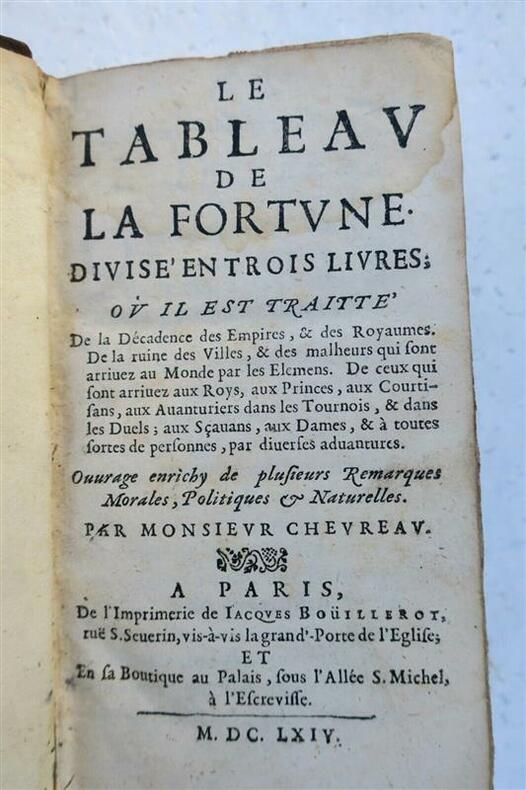 LE
TABLEAV
DE
LA FORTVNE.
DIVISE' EN TROIS LIVRES;
OÙ IL EST TRAITTE'
De la Décadence des Empires, & des Royaumes.
De la ruine des Villes, & des malheurs qui sont
arriuez au Monde par les Elemens. De ceux qui
sont arriuez aux Roys, aux Princes, aux Courti-
sans, aux Auanturiers dans les Tournois, & dans
les Duels; aux Sçauans, aux Dames, & à toutes
sortes de personnes, par diuerses aduantures.
Ouurage enrichy de plusieurs Remarques
Morales, Politiques & Naturelles.
PAR MONSIEVR CHEVREAV.
A PARIS,
De l'Imprimerie de IACQVES BOÜILLEROT,
ruë S. Seuerin, vis-à-vis la grand'-Porte de l'Eglise;
ET
En sa Boutique au Palais, sous l'Allée S. Michel,
à l'Escreuisse.
M. DC. LXIV.